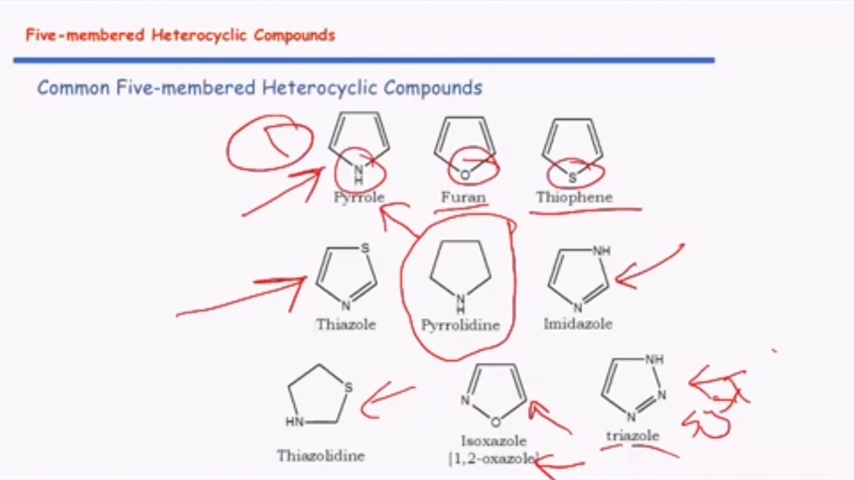 Five-membered Heterocyclic Compounds
Common Five-membered Heterocyclic Compounds
N
H
O
S
Pyrrole
Furan
Thiophene
S
N
N
H
NH
N
Thiazole
Pyrrolidine
Imidazole
S
HN
N
O
NH
N
N
Thiazolidine
Isoxazole
[1,2-oxazole]
triazole